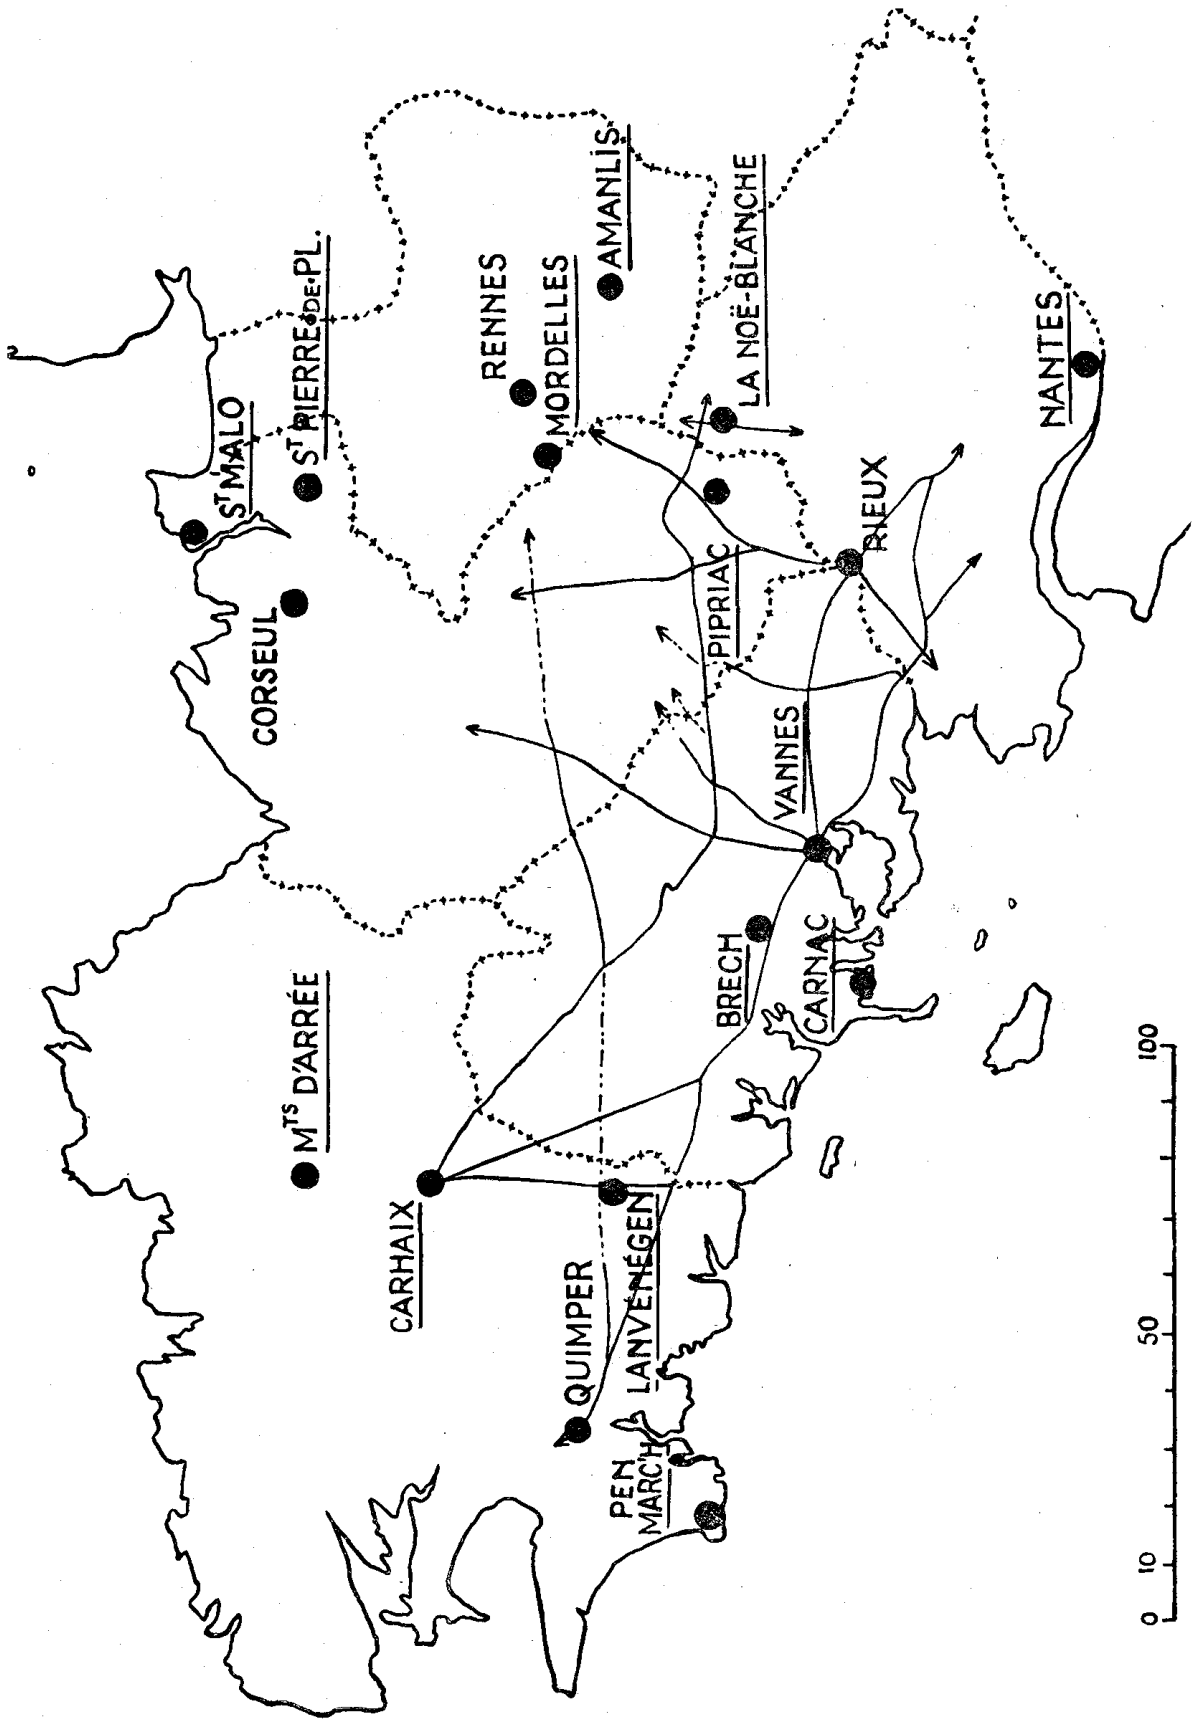 ST MALO
ST PIERRE-DE-PL.
CORSEUL
MTS D'ARRÉE
CARHAIX
RENNES
MORDELLES
AMANLIS
QUIMPER
LANVÉNÉGEN
PEN
MARC'H
LA NOË-BLANCHE
PIPRIAC
BRECH
VANNES
CARNAC
RIEUX
NANTES
0 10 50 100